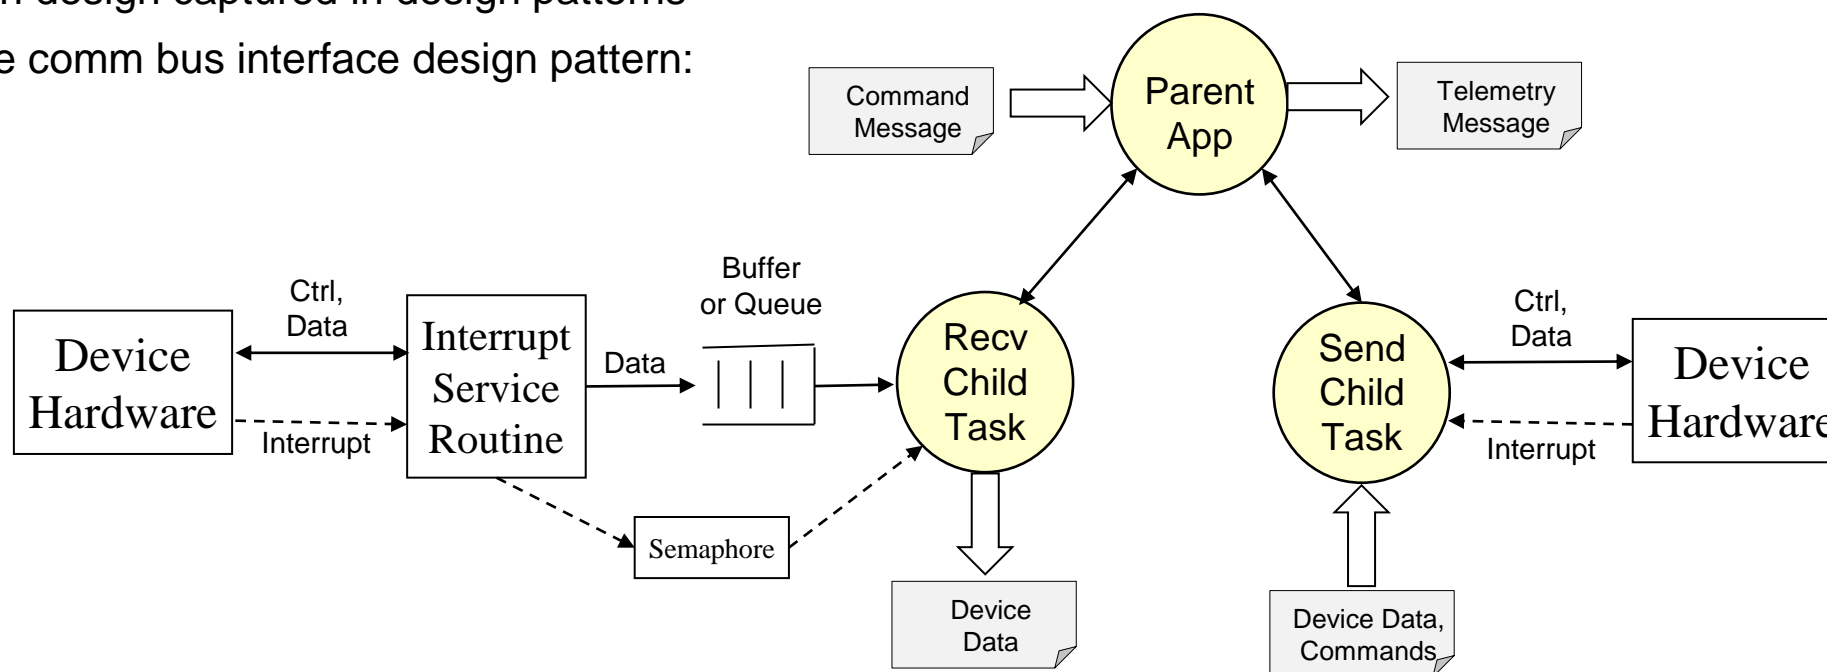 design captured in design patterns
comm bus interface design pattern:
Command
Message
Parent
App
Telemetry
Message
Buffer
or Queue
Ctrl,
Data
Device
Hardware
Interrupt
Interrupt
Service
Routine
Data
Recv
Child
Task
Send
Child
Task
Ctrl,
Data
Device
Hardware
Interrupt
Semaphore
Device
Data
Device Data,
Commands